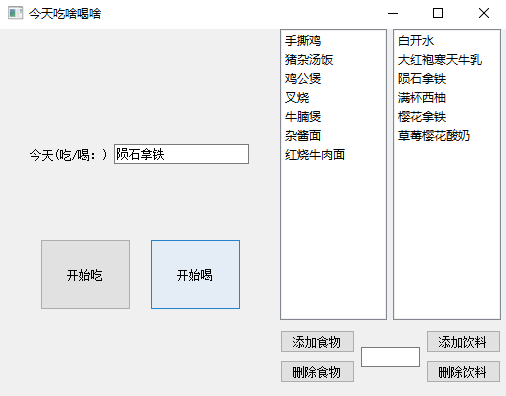 今天吃啥喝啥
今天(吃/喝: ) 陨石拿铁
开始吃
开始喝
手撕鸡
猪杂汤饭
鸡公煲
叉烧
牛腩煲
杂酱面
红烧牛肉面
白开水
大红袍寒天牛乳
陨石拿铁
满杯西柚
樱花拿铁
草莓樱花酸奶
添加食物
添加饮料
删除食物
删除饮料